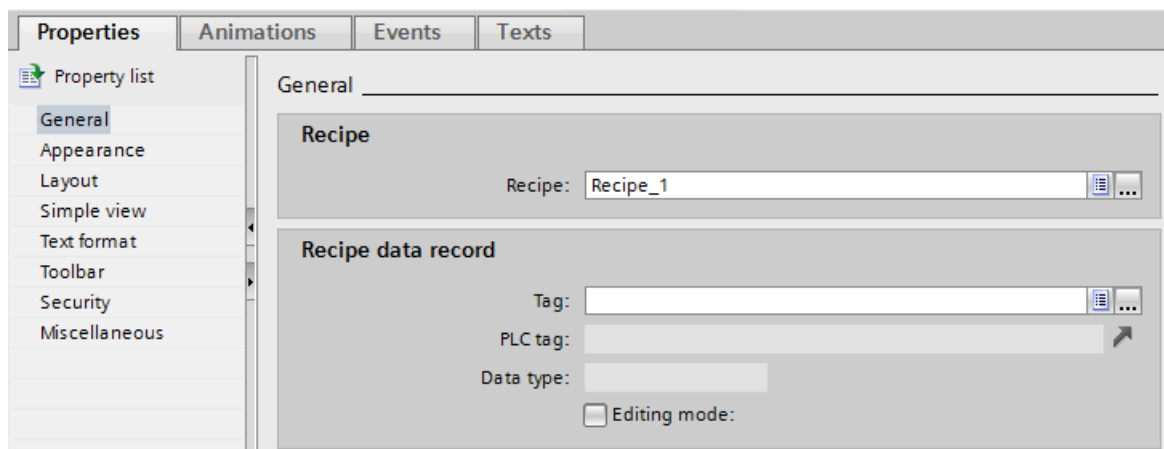 Properties
Animations
Events
Texts
Property list
General
Appearance
Layout
Simple view
Text format
Toolbar
Security
Miscellaneous
General
Recipe
Recipe: Recipe_1
...
Recipe data record
Tag:
...
PLC tag:
Data type:
Editing mode: